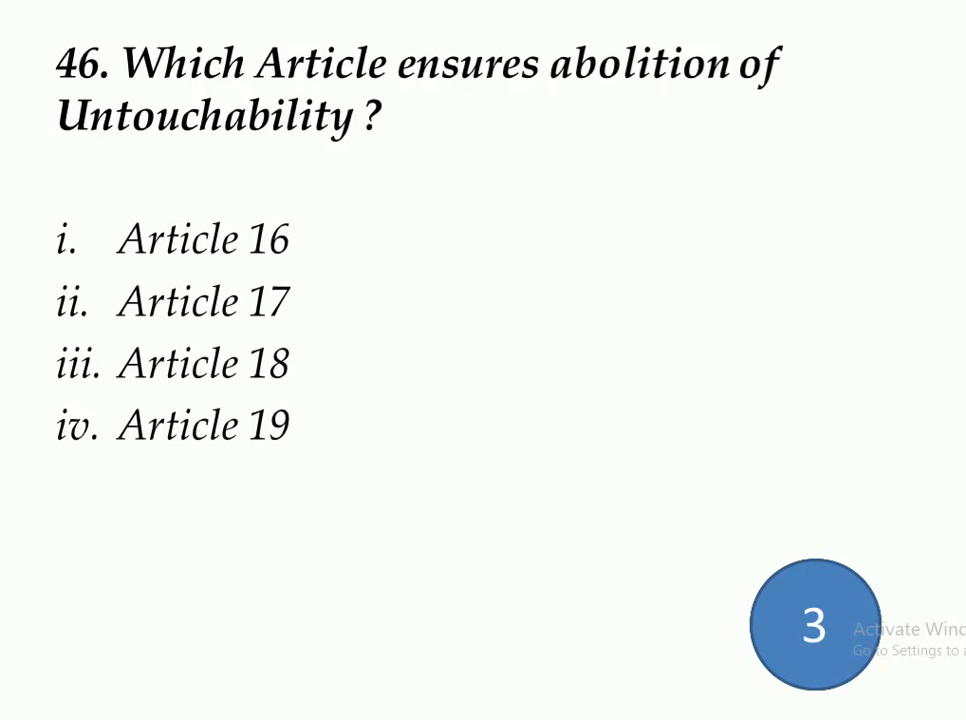 46. Which Article ensures abolition of
Untouchability ?
i. Article 16
ii. Article 17
iii. Article 18
iv. Article 19
3
Activate Winc
Go to Settings to a